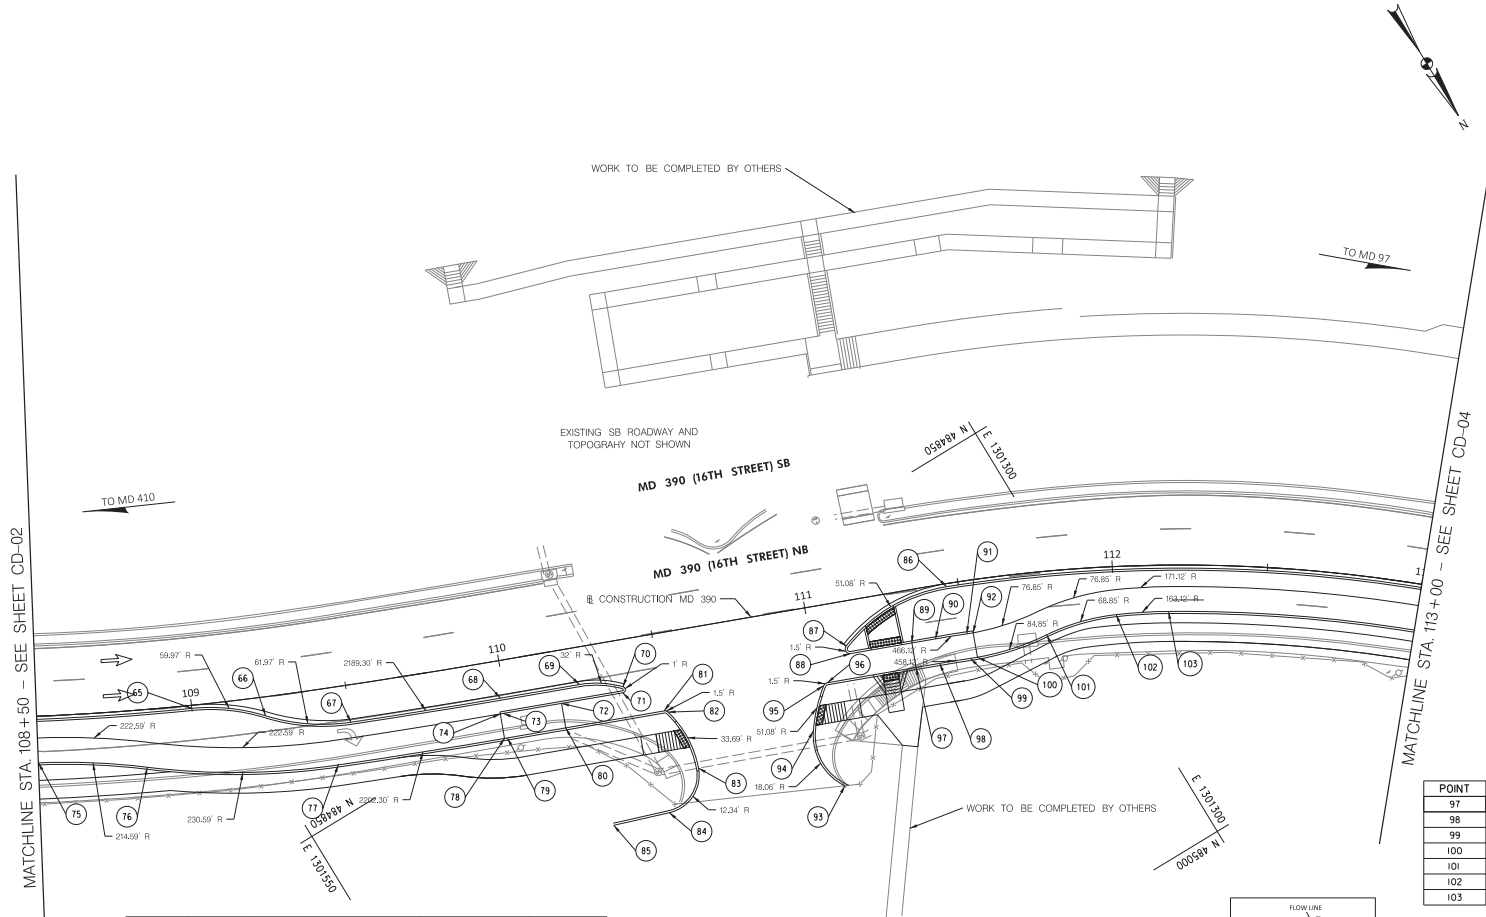 N
WORK TO BE COMPLETED BY OTHERS
TO MD 97
EXISTING SB ROADWAY AND
TOPOGRAHY NOT SHOWN
MD 390 (16TH STREET) SB
N 484850
E 1301300
TO MD 410
MD 390 (16TH STREET) NB
℄ CONSTRUCTION MD 390
MATCHLINE STA. 108+50 - SEE SHEET CD-02
MATCHLINE STA. 113+00 - SEE SHEET CD-04
109
110
111
112
59.97' R
61.97' R
2189.30' R
32' R
1' R
51.08' R
76.85' R
76.85' R
171.12' R
68.85' R
163.12' R
84.85' R
1.5' R
466.12' R
1.5' R
1.5' R
222.59' R
222.59' R
33.69' R
51.08' R
18.06' R
12.34' R
214.59' R
230.59' R
65
66
67
68
69
70
71
72
73
74
75
76
77
78
79
80
81
82
83
84
85
86
87
88
89
90
91
92
93
94
95
96
97
98
99
100
101
102
103
N 484850
E 1301550
WORK TO BE COMPLETED BY OTHERS
E 1301300
N 485000
POINT
97
98
99
100
101
102
103
FLOW LINE